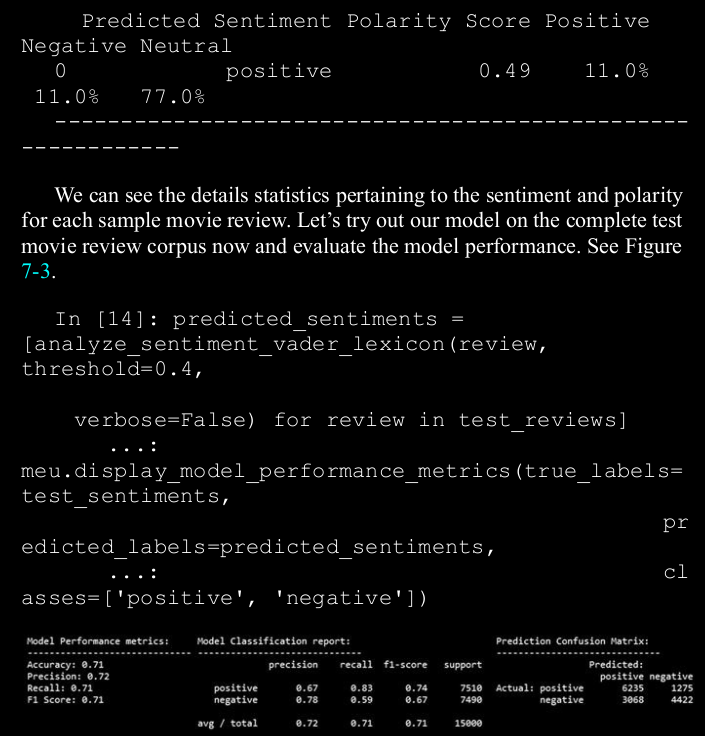 Predicted Sentiment Polarity Score Positive
Negative Neutral
0 positive 0.49 11.0%
11.0% 77.0%
------------------------------------------------
------------
We can see the details statistics pertaining to the sentiment and polarity
for each sample movie review. Let’s try out our model on the complete test
movie review corpus now and evaluate the model performance. See Figure
7-3.
In [14]: predicted_sentiments =
[analyze_sentiment_vader_lexicon(review,
threshold=0.4,
verbose=False) for review in test_reviews]
...:
meu.display_model_performance_metrics(true_labels=
test_sentiments,
pr
edicted_labels=predicted_sentiments,
...: cl
asses=['positive', 'negative'])
Model Performance metrics: Model Classification report: Prediction Confusion Matrix:
------------------------------ ------------------------------ ------------------------------
Accuracy: 0.71 precision recall f1-score support Predicted:
Precision: 0.72 positive negative
Recall: 0.71 positive 0.67 0.83 0.74 7510 Actual: positive 6235 1275
F1 Score: 0.71 negative 0.78 0.59 0.67 7490 negative 3068 4422
avg / total 0.72 0.71 0.71 15000